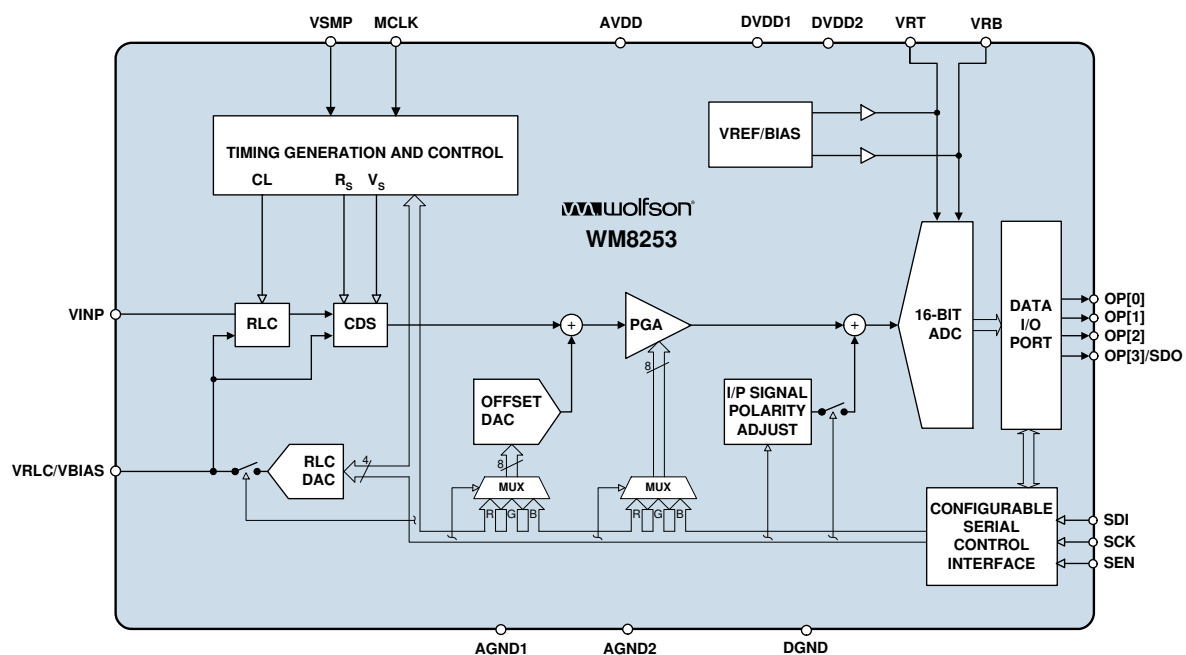 VSMP MCLK AVDD DVDD1 DVDD2 VRT VRB
VREF/BIAS
TIMING GENERATION AND CONTROL
CL RS VS
wolfson
WM8253
VINP
RLC
CDS
+
PGA
+
16-BIT
ADC
DATA
I/O
PORT
OP[0]
OP[1]
OP[2]
OP[3]/SDO
8
OFFSET
DAC
I/P SIGNAL
POLARITY
ADJUST
VRLC/VBIAS
RLC
DAC
4
8
MUX
R G B
MUX
R G B
CONFIGURABLE
SERIAL
CONTROL
INTERFACE
SDI
SCK
SEN
AGND1 AGND2 DGND